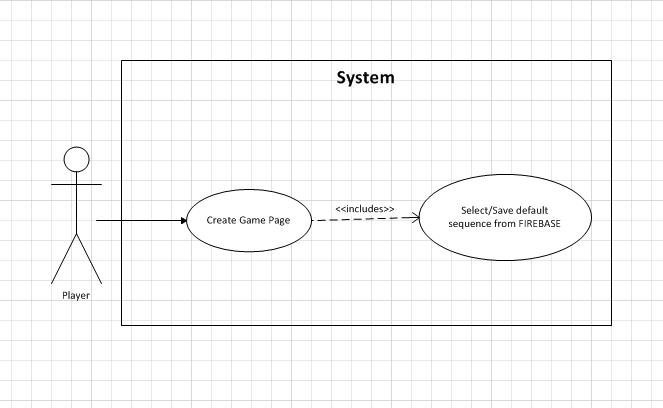 System
<<includes>>
Create Game Page
Select/Save default
sequence from FIREBASE
Player